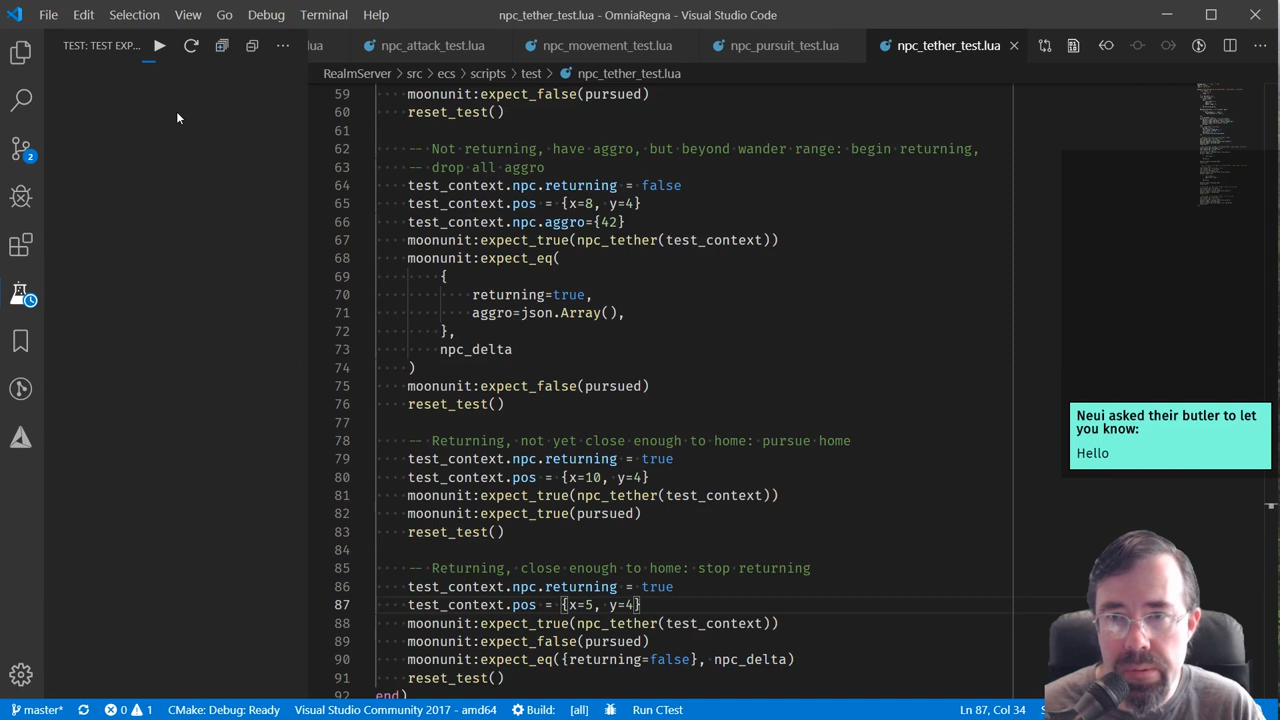 File Edit Selection View Go Debug Terminal Help
npc_tether_test.lua - OmniaRegna - Visual Studio Code
TEST: TEST EXP...
lua npc_attack_test.lua npc_movement_test.lua npc_pursuit_test.lua npc_tether_test.lua
RealmServer > src > ecs > scripts > test > npc_tether_test.lua
59 moonunit:expect_false(pursued)
60 reset_test()
61
62 -- Not returning, have aggro, but beyond wander range: begin returning,
63 -- drop all aggro
64 test_context.npc.returning = false
65 test_context.pos = {x=8, y=4}
66 test_context.npc.aggro={42}
67 moonunit:expect_true(npc_tether(test_context))
68 moonunit:expect_eq(
69 {
70 returning=true,
71 aggro=json.Array(),
72 },
73 npc_delta
74 )
75 moonunit:expect_false(pursued)
76 reset_test()
77
78 -- Returning, not yet close enough to home: pursue home
79 test_context.npc.returning = true
80 test_context.pos = {x=10, y=4}
81 moonunit:expect_true(npc_tether(test_context))
82 moonunit:expect_true(pursued)
83 reset_test()
84
85 -- Returning, close enough to home: stop returning
86 test_context.npc.returning = true
87 test_context.pos = {x=5, y=4}
88 moonunit:expect_true(npc_tether(test_context))
89 moonunit:expect_false(pursued)
90 moonunit:expect_eq({returning=false}, npc_delta)
91 reset_test()
92 end)
2
Neui asked their butler to let
you know:
Hello
master* 0 1 CMake: Debug: Ready Visual Studio Community 2017 - amd64 Build: [all] Run CTest Ln 87, Col 34